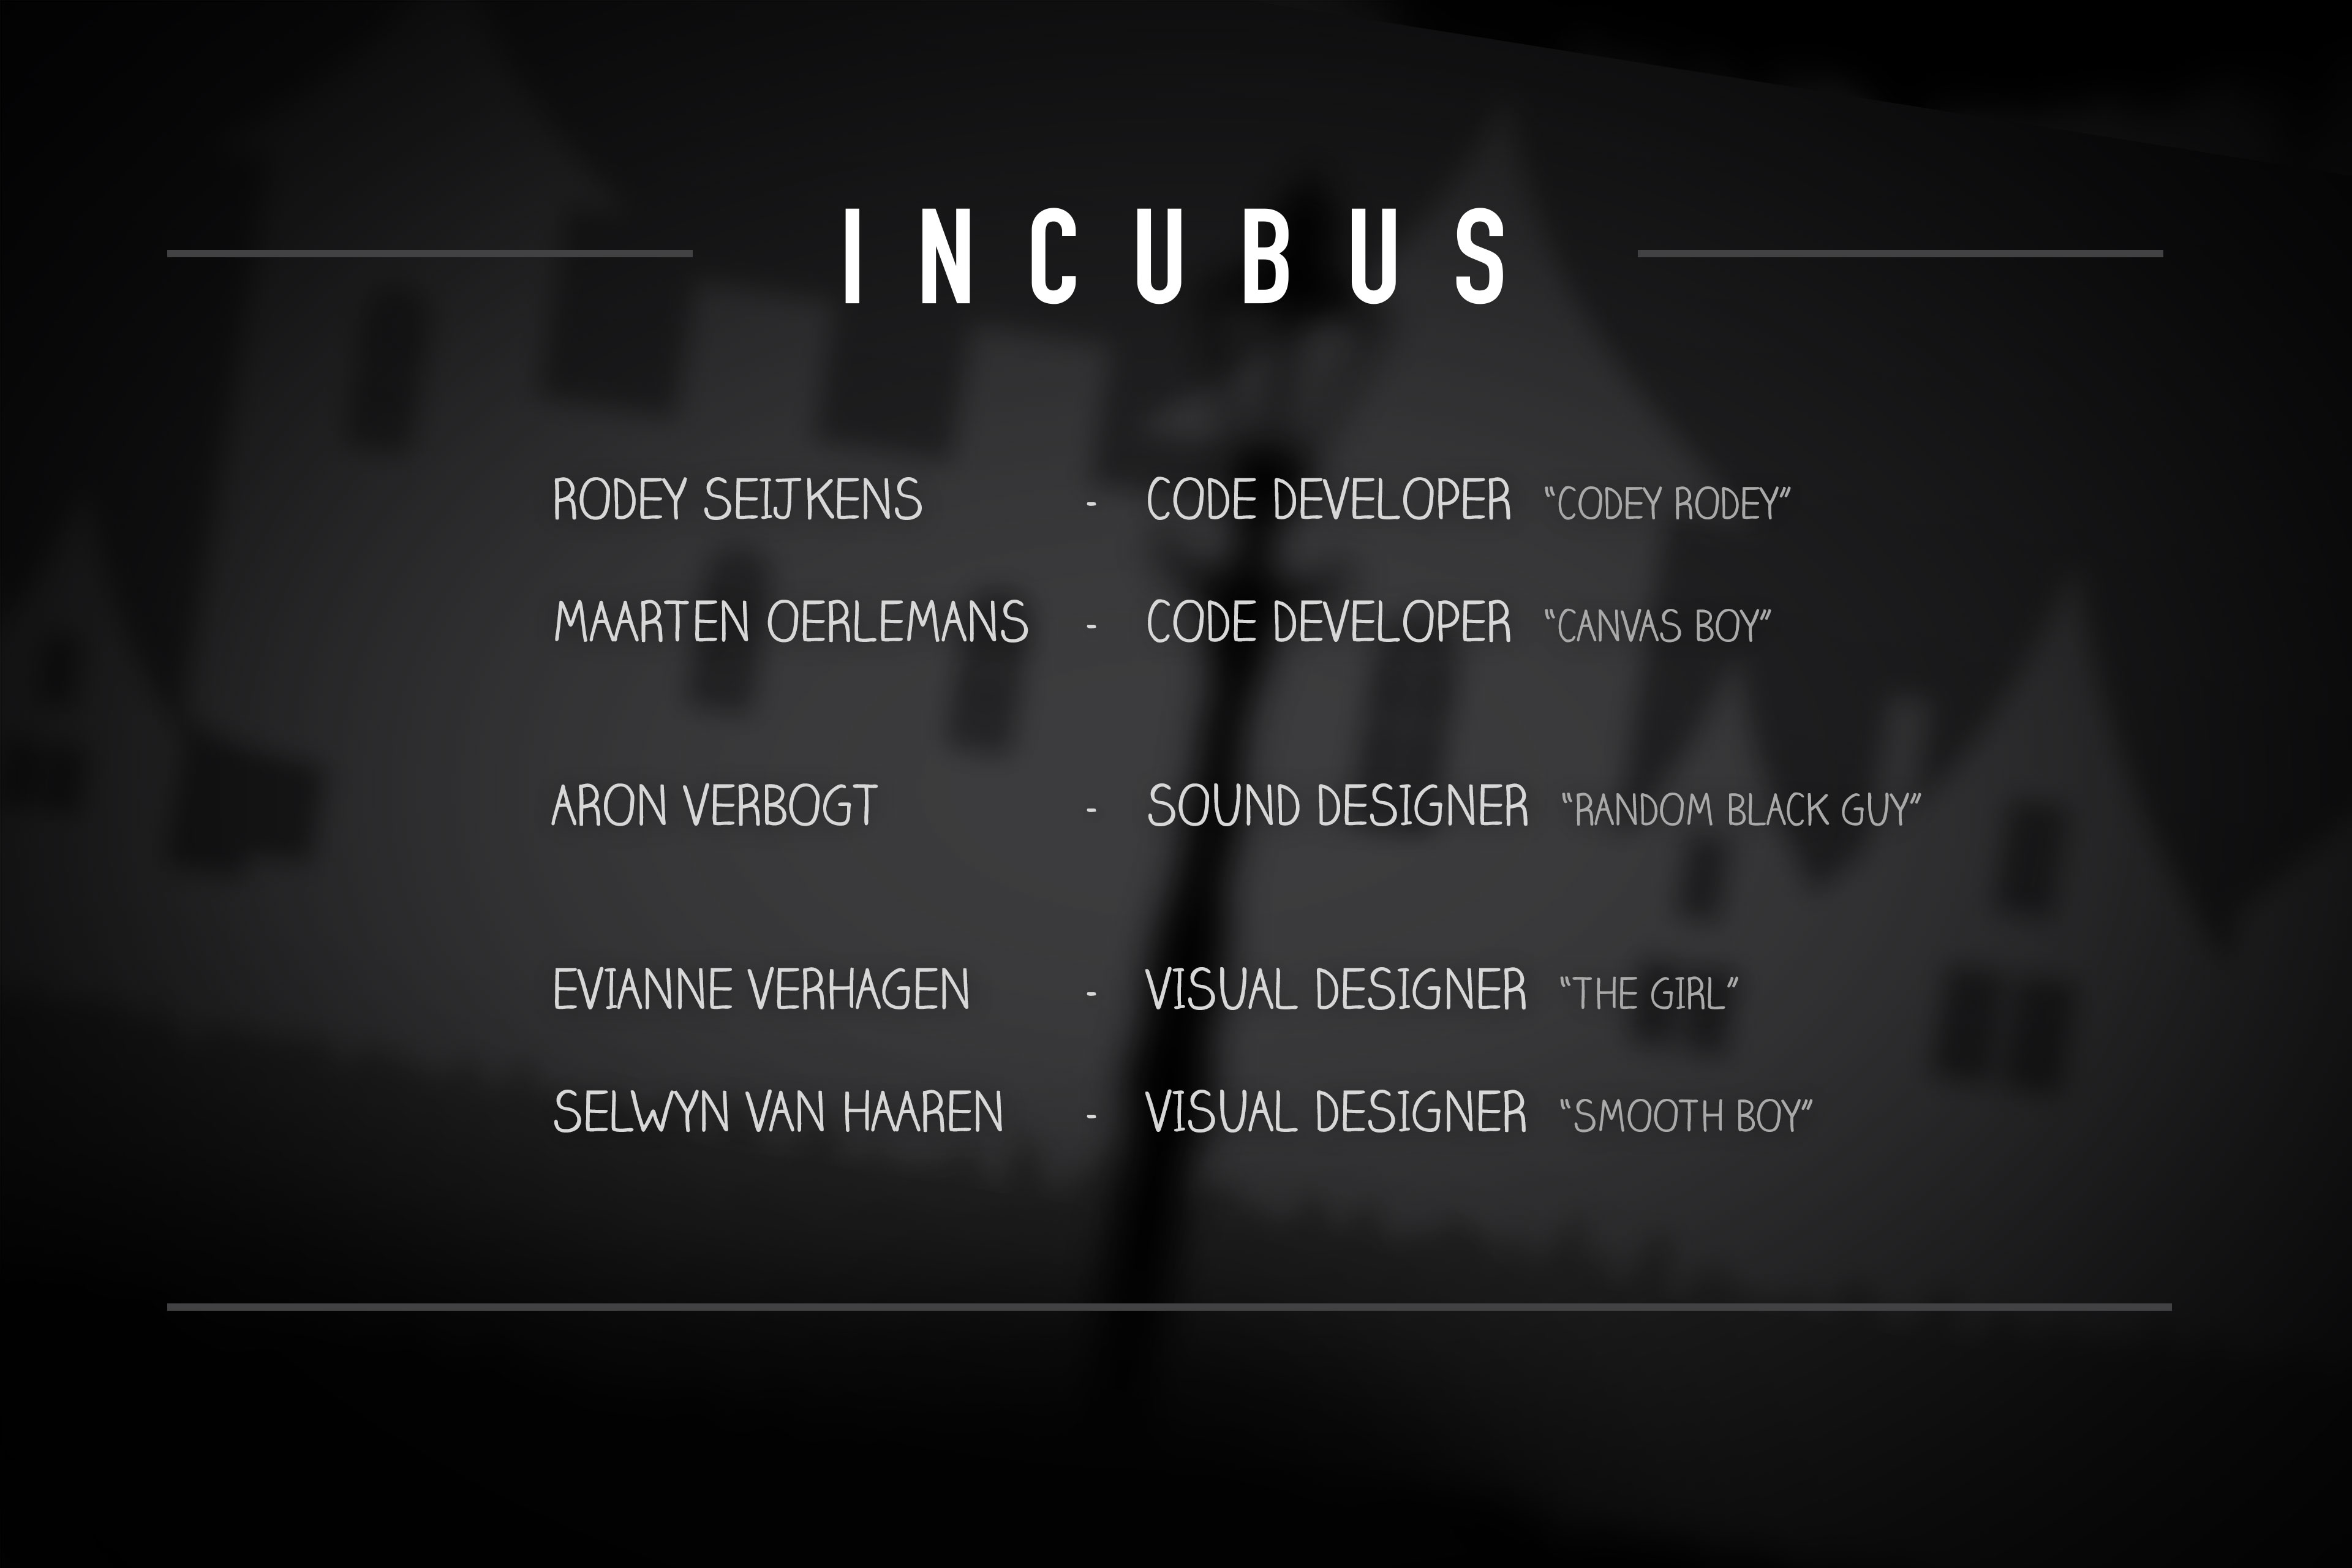 INCUBUS
RODEY SEIJKENS - CODE DEVELOPER “CODEY RODEY”
MAARTEN OERLEMANS - CODE DEVELOPER “CANVAS BOY”
ARON VERBOGT - SOUND DESIGNER “RANDOM BLACK GUY”
EVIANNE VERHAGEN - VISUAL DESIGNER “THE GIRL”
SELWYN VAN HAAREN - VISUAL DESIGNER “SMOOTH BOY”